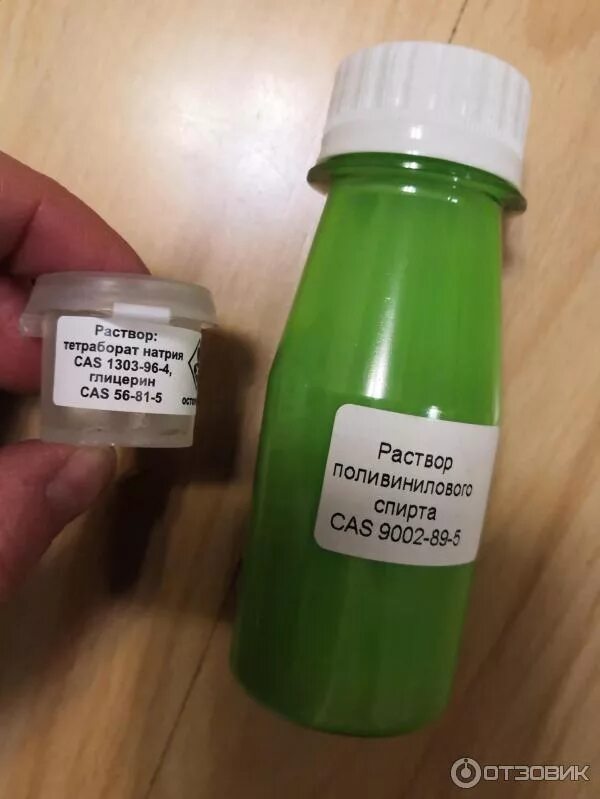 Раствор:
тетраборат натрия
CAS 1303-96-4,
глицерин
CAS 56-81-5
Раствор
поливинилового
спирта
CAS 9002-89-5
ОТЗОВИК